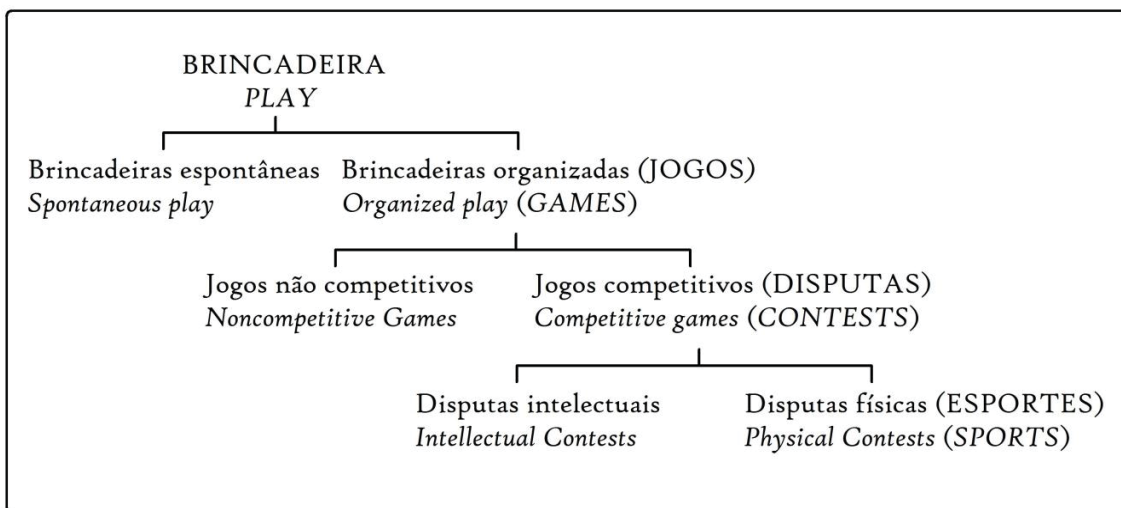 BRINCADEIRA
PLAY
Brincadeiras espontâneas
Spontaneous play
Brincadeiras organizadas (JOGOS)
Organized play (GAMES)
Jogos não competitivos
Noncompetitive Games
Jogos competitivos (DISPUTAS)
Competitive games (CONTESTS)
Disputas intelectuais
Intellectual Contests
Disputas físicas (ESPORTES)
Physical Contests (SPORTS)